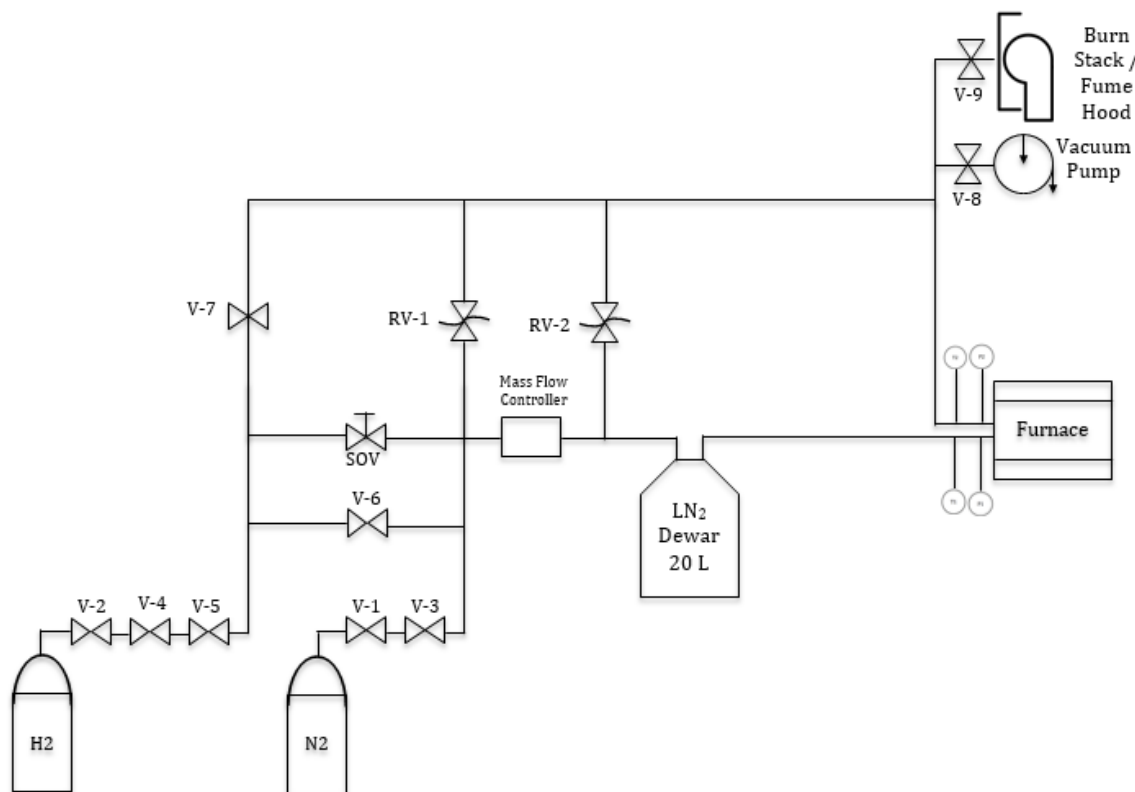 Burn
Stack /
Fume
Hood
V-9
Vacuum
Pump
V-8
V-7
RV-1
RV-2
Mass Flow
Controller
Furnace
SOV
V-6
LN₂
Dewar
20 L
V-2
V-4
V-5
V-1
V-3
H2
N2